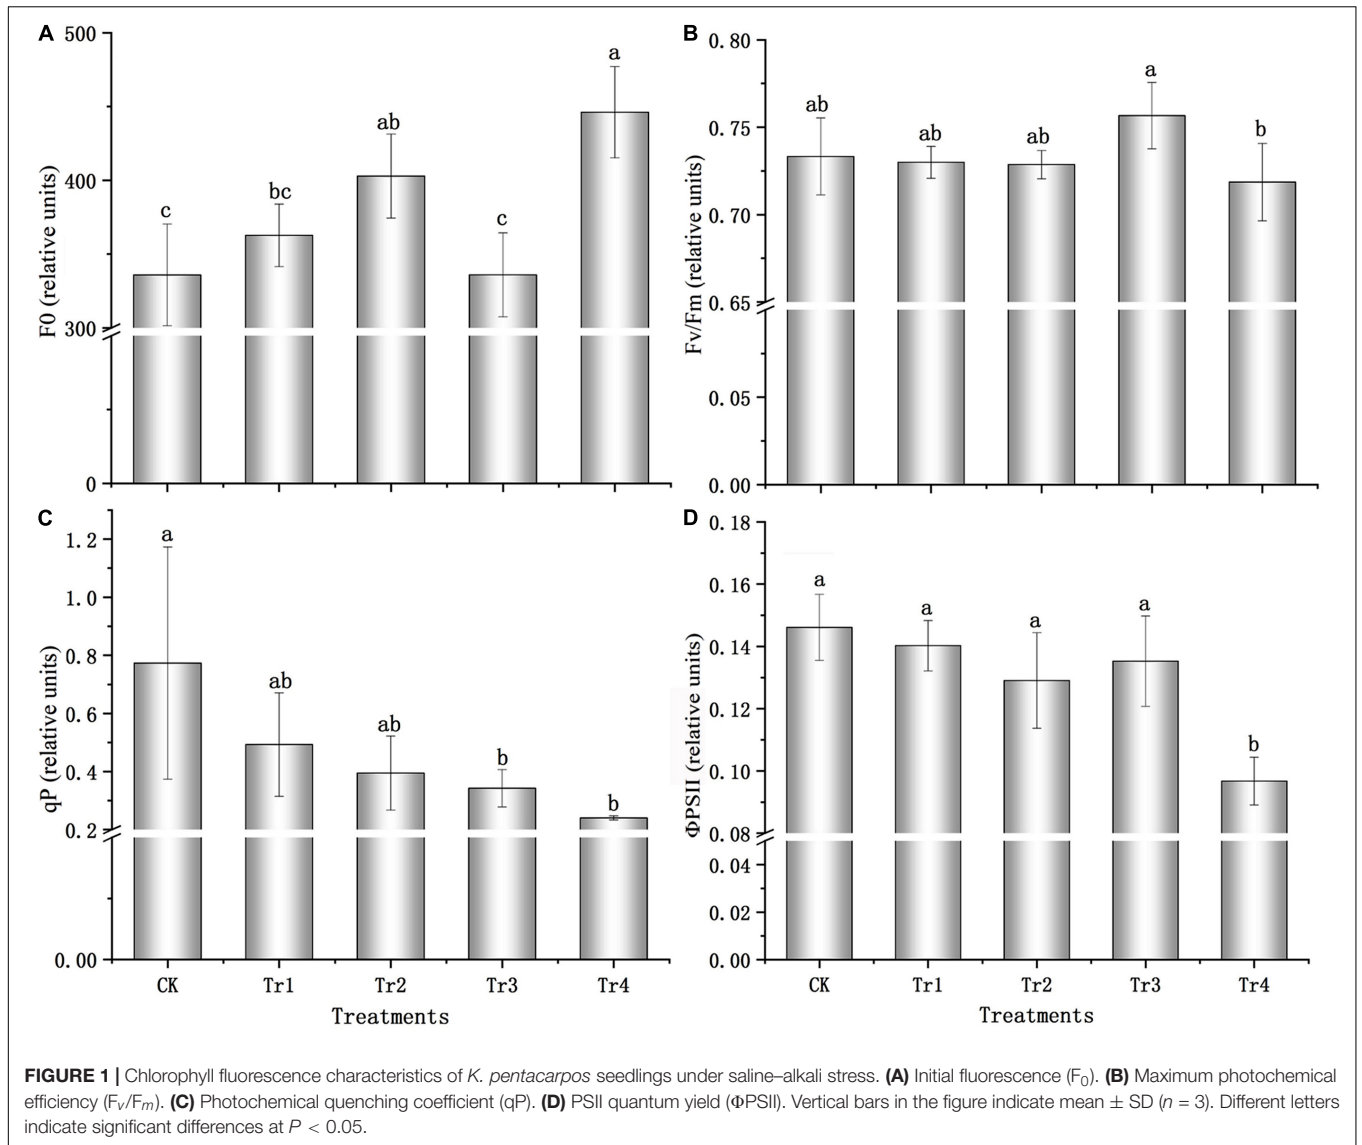 A
500
400
300
0
F0 (relative units)
c
bc
ab
c
a
B
0.80
0.75
0.70
0.65
0.05
0.00
Fv/Fm (relative units)
ab
ab
ab
a
b
C
1.2
1.0
0.8
0.6
0.4
0.2
0.00
qP (relative units)
a
ab
ab
b
b
CK Tr1 Tr2 Tr3 Tr4
Treatments
D
0.18
0.16
0.14
0.12
0.10
0.08
0.04
0.02
0.00
ΦPSII (relative units)
a
a
a
a
b
CK Tr1 Tr2 Tr3 Tr4
Treatments
FIGURE 1 | Chlorophyll fluorescence characteristics of K. pentacarpos seedlings under saline–alkali stress. (A) Initial fluorescence (F0). (B) Maximum photochemical
efficiency (Fv/Fm). (C) Photochemical quenching coefficient (qP). (D) PSII quantum yield (ΦPSII). Vertical bars in the figure indicate mean ± SD (n = 3). Different letters
indicate significant differences at P < 0.05.